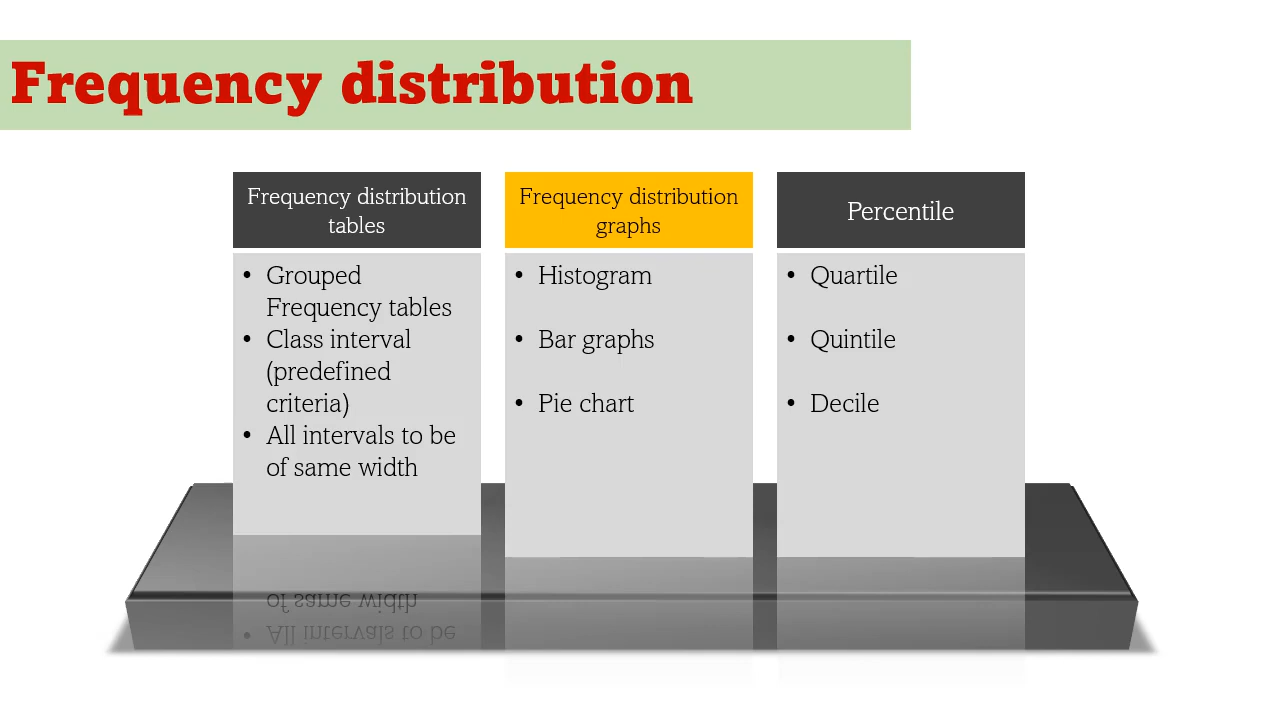 Frequency distribution
Frequency distribution
tables
• Grouped
Frequency tables
• Class interval
(predefined
criteria)
• All intervals to be
of same width
Frequency distribution
graphs
• Histogram
• Bar graphs
• Pie chart
Percentile
• Quartile
• Quintile
• Decile